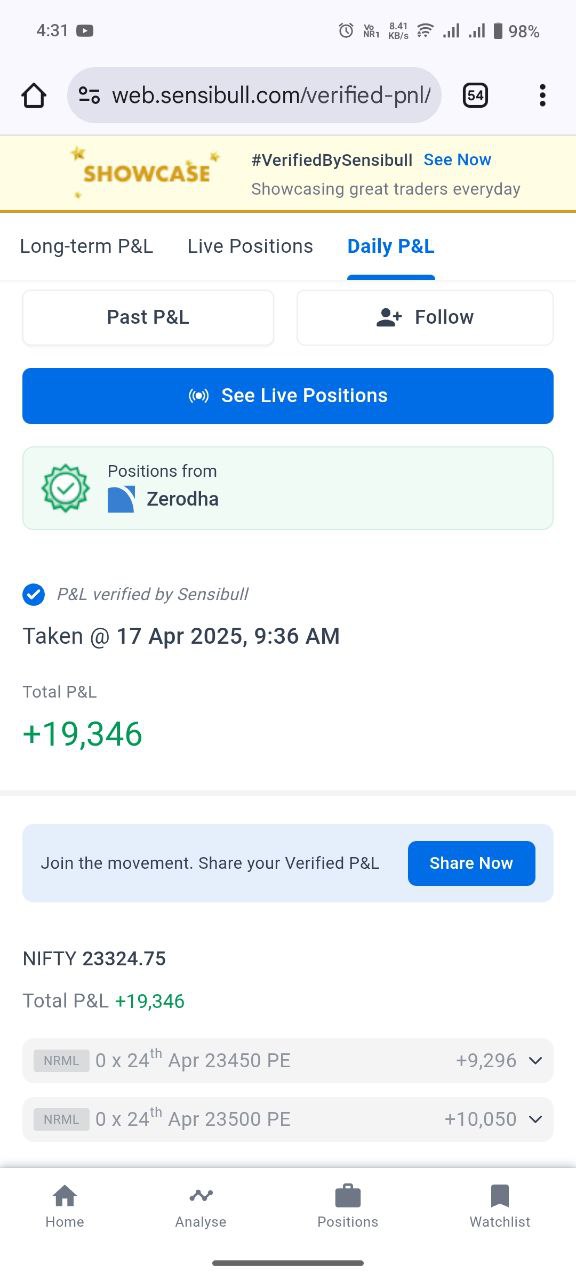 4:31
Vo NR1 8.41 KB/s 98%
web.sensibull.com/verified-pnl/
54
SHOWCASE
#VerifiedBySensibull See Now
Showcasing great traders everyday
Long-term P&L Live Positions Daily P&L
Past P&L Follow
See Live Positions
Positions from
Zerodha
P&L verified by Sensibull
Taken @ 17 Apr 2025, 9:36 AM
Total P&L
+19,346
Join the movement. Share your Verified P&L Share Now
NIFTY 23324.75
Total P&L +19,346
NRML 0 x 24th Apr 23450 PE +9,296
NRML 0 x 24th Apr 23500 PE +10,050
Home Analyse Positions Watchlist